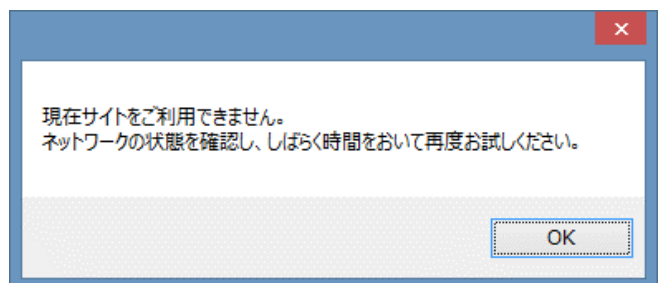 現在サイトをご利用できません。
ネットワークの状態を確認し、しばらく時間をおいて再度お試しください。
OK